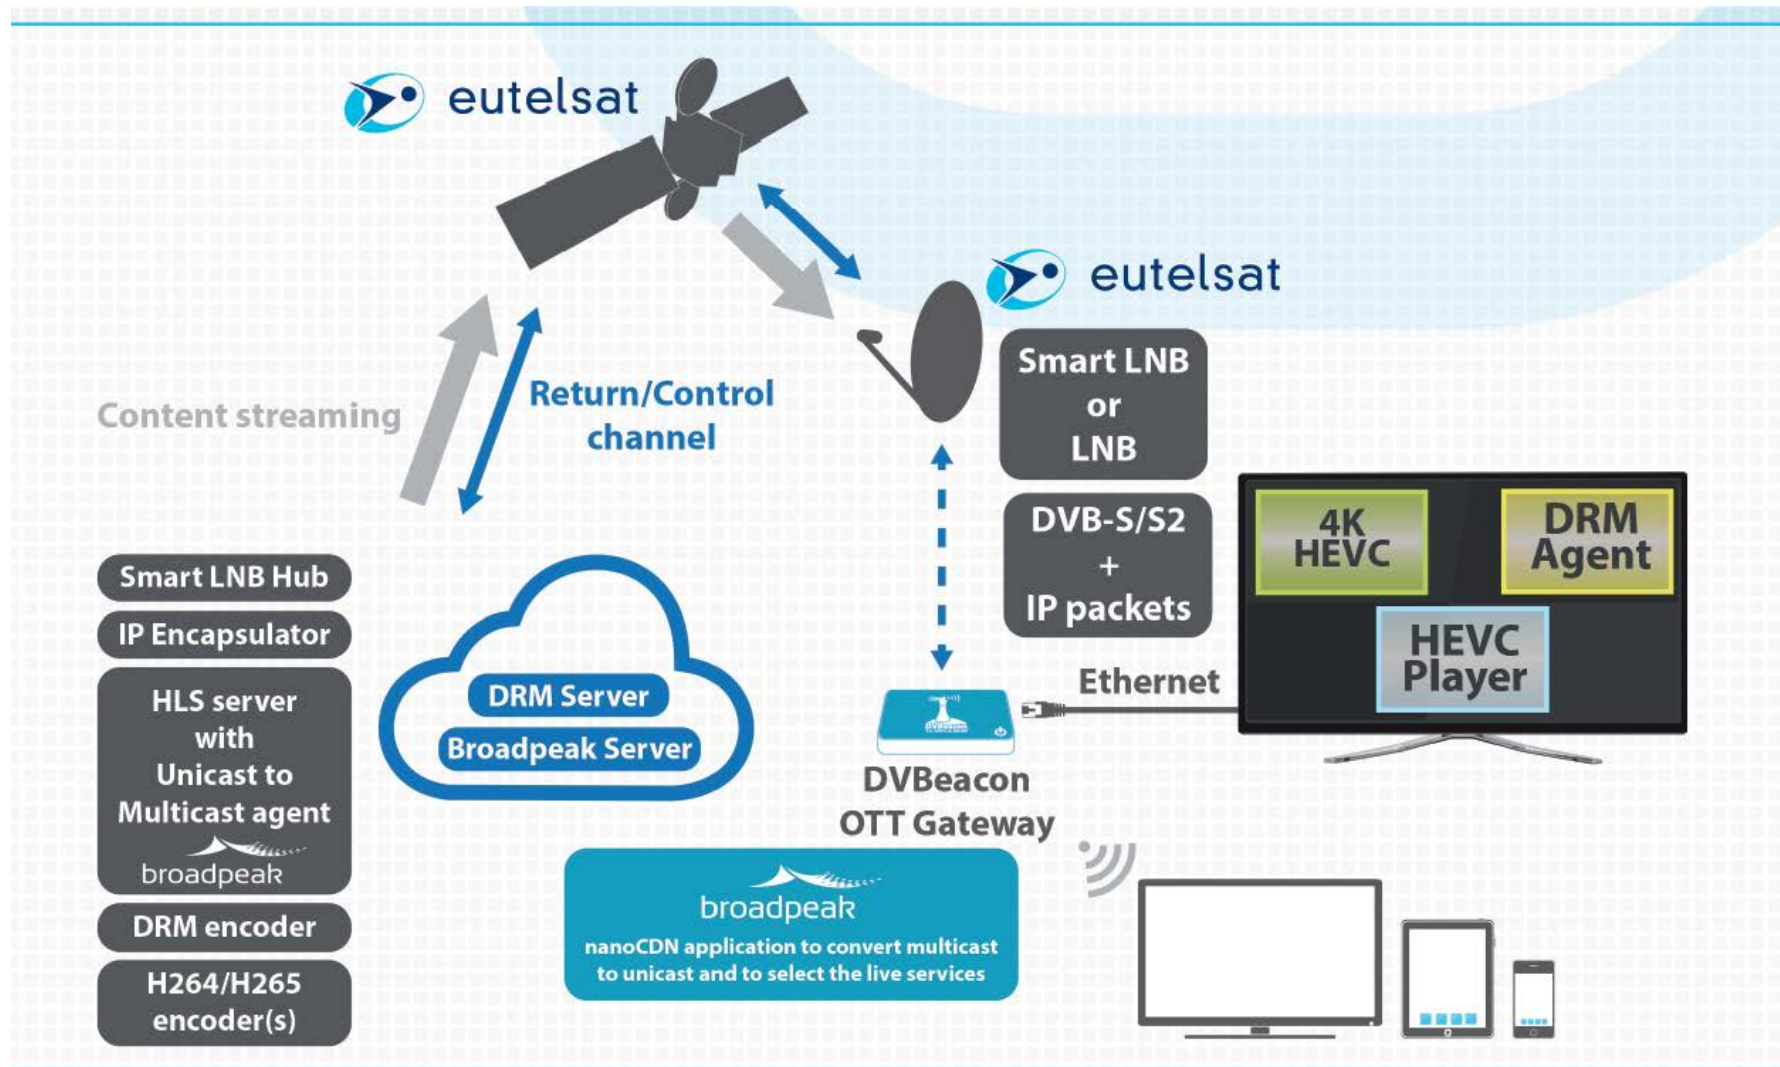 eutelsat
eutelsat
Content streaming
Return/Control
channel
Smart LNB
or
LNB
DVB-S/S2
+
IP packets
4K
HEVC
DRM
Agent
HEVC
Player
Ethernet
Smart LNB Hub
IP Encapsulator
HLS server
with
Unicast to
Multicast agent
broadpeak
DRM encoder
H264/H265
encoder(s)
DRM Server
Broadpeak Server
DVBeacon
OTT Gateway
broadpeak
nanoCDN application to convert multicast
to unicast and to select the live services